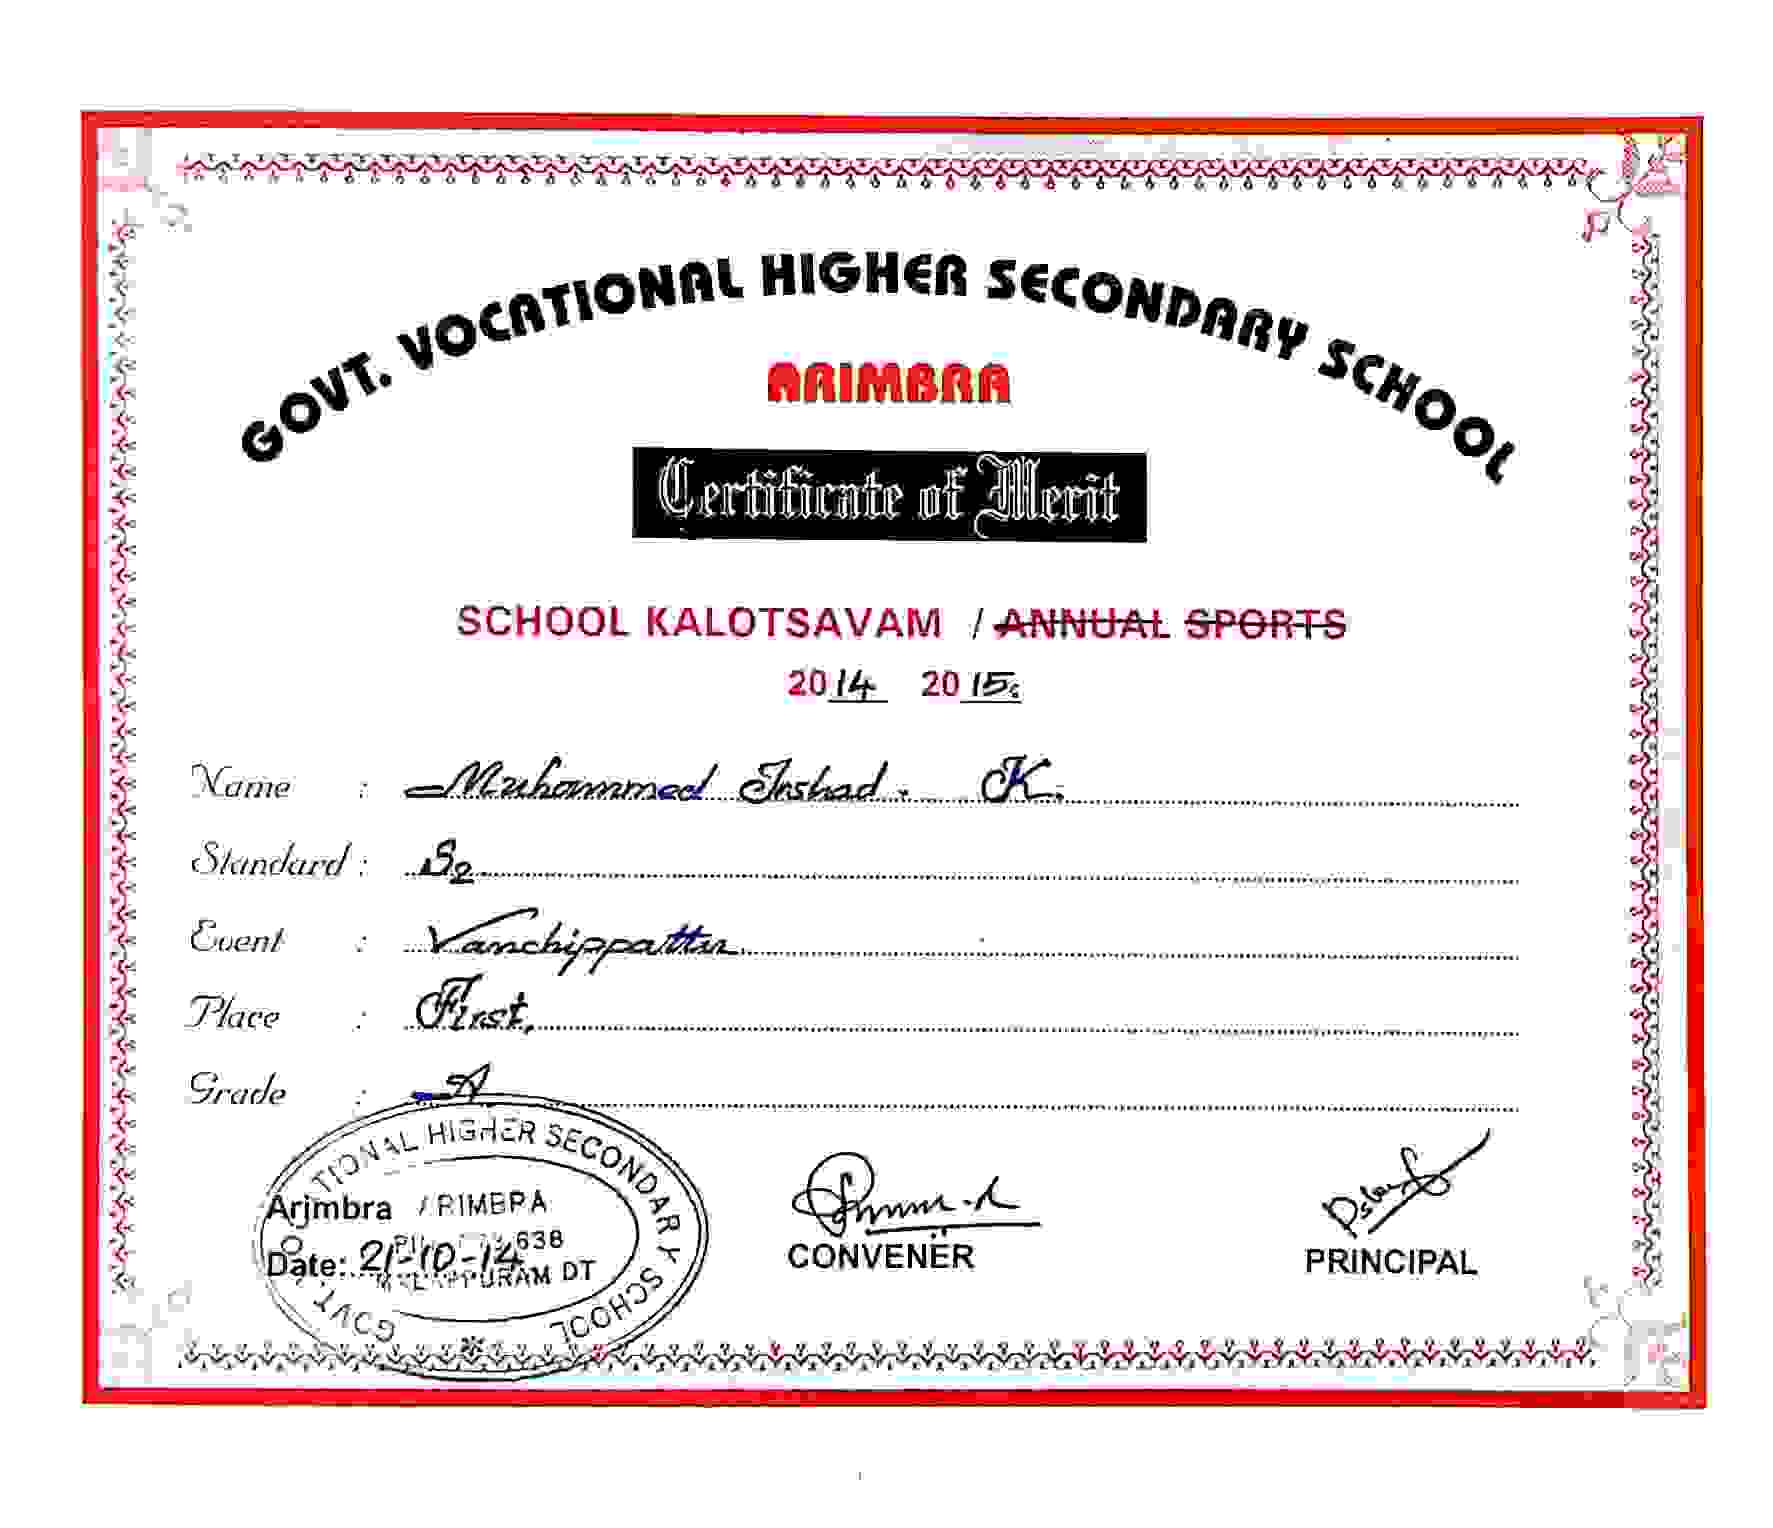 GOVT. VOCATIONAL HIGHER SECONDARY SCHOOL
ARIMBRA
Certificate of Merit
SCHOOL KALOTSAVAM / ANNUAL SPORTS
2014 2015
Name : Muhammed Irshad. K.
Standard : S2
Event : Vanchippattu
Place : First.
Grade : A
GOVT. VOCATIONAL HIGHER SECONDARY SCHOOL
Arimbra
ARIMBRA
638
Date: 21-10-14
MALAPPURAM DT
CONVENER
PRINCIPAL